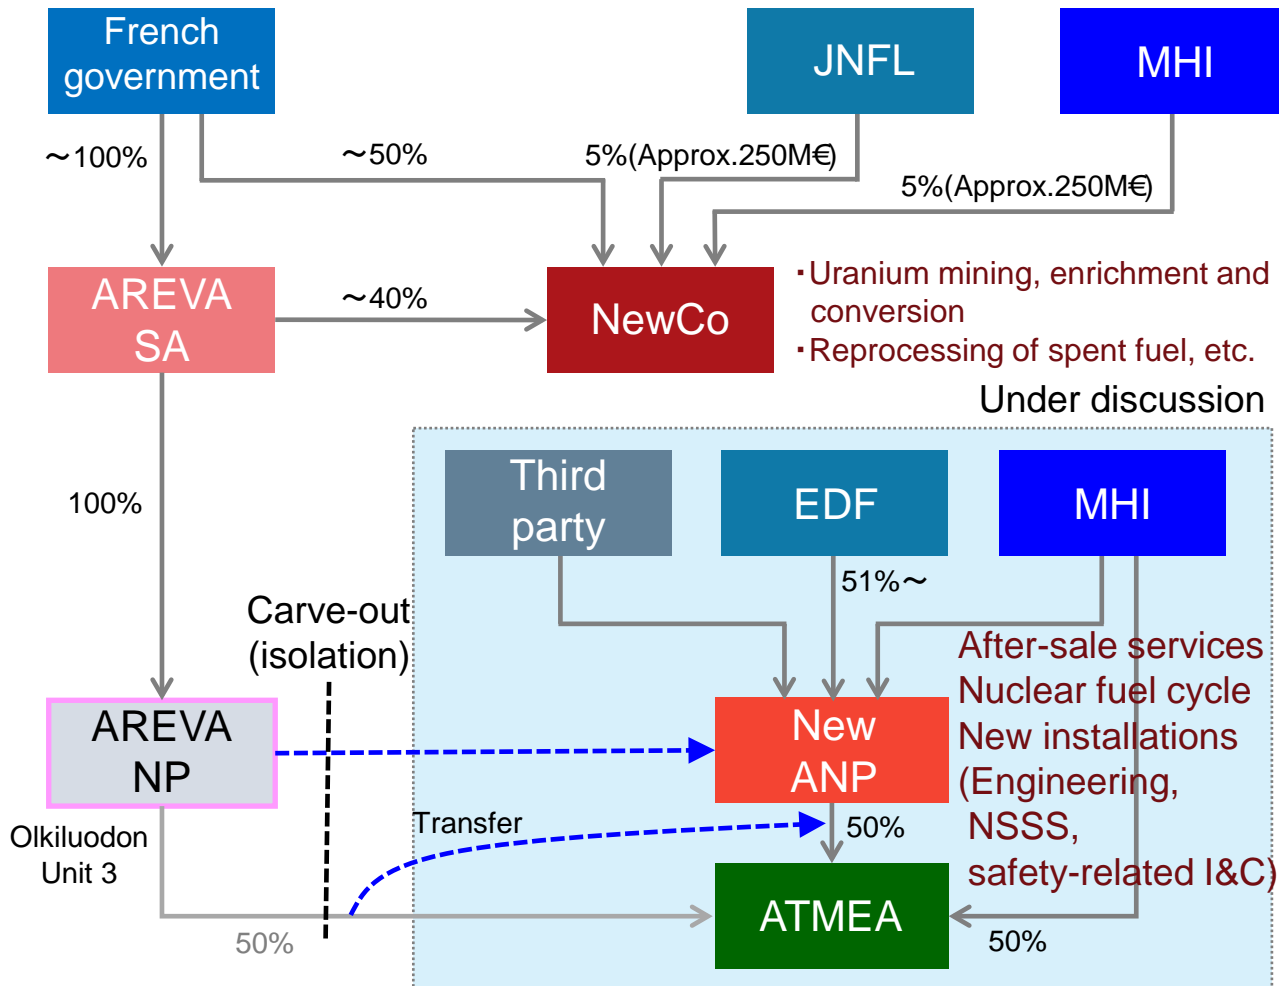 French
government
JNFL
MHI
～100%
～50%
5%(Approx.250M€)
5%(Approx.250M€)
AREVA
SA
～40%
NewCo
・Uranium mining, enrichment and
conversion
・Reprocessing of spent fuel, etc.
Under discussion
100%
Third
party
EDF
MHI
51%～
Carve-out
(isolation)
AREVA
NP
New
ANP
After-sale services
Nuclear fuel cycle
New installations
(Engineering,
NSSS,
safety-related I&C)
Olkiluodon
Unit 3
Transfer
50%
ATMEA
50%
50%